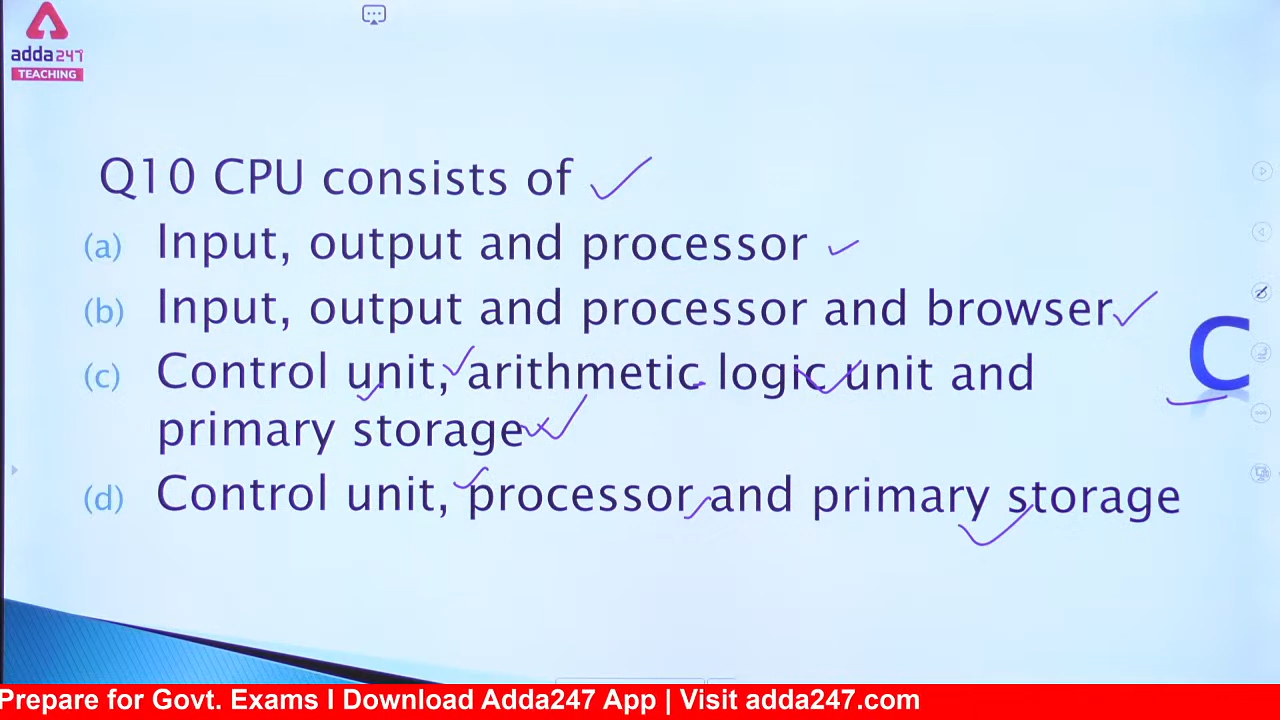 adda247
TEACHING
Q10 CPU consists of
(a) Input, output and processor
(b) Input, output and processor and browser
(c) Control unit, arithmetic logic unit and
primary storage
C
(d) Control unit, processor and primary storage
Prepare for Govt. Exams I Download Adda247 App | Visit adda247.com